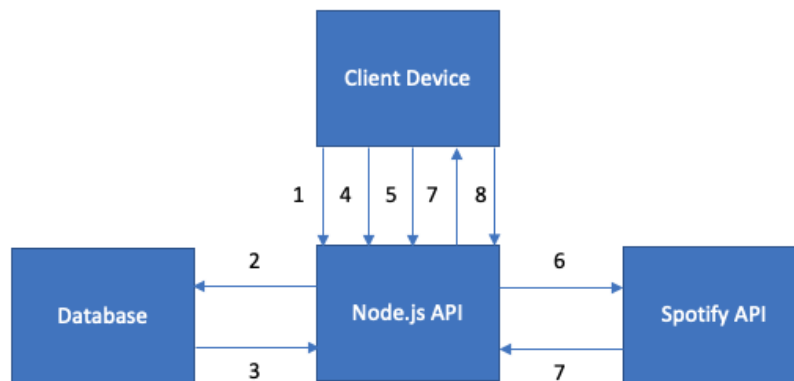 Client Device
1 4 5 7 8
2 6
Database Node.js API Spotify API
3 7